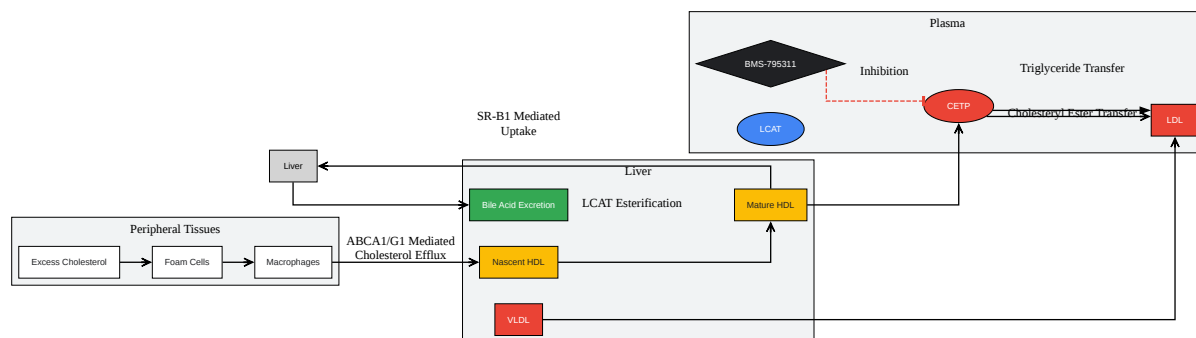 Plasma
BMS-795311
Inhibition
Triglyceride Transfer
CETP
Cholesteryl Ester Transfer
LDL
LCAT
SR-B1 Mediated
Uptake
Liver
Liver
Bile Acid Excretion
LCAT Esterification
Mature HDL
Peripheral Tissues
ABCA1/G1 Mediated
Cholesterol Efflux
Excess Cholesterol
Foam Cells
Macrophages
Nascent HDL
VLDL